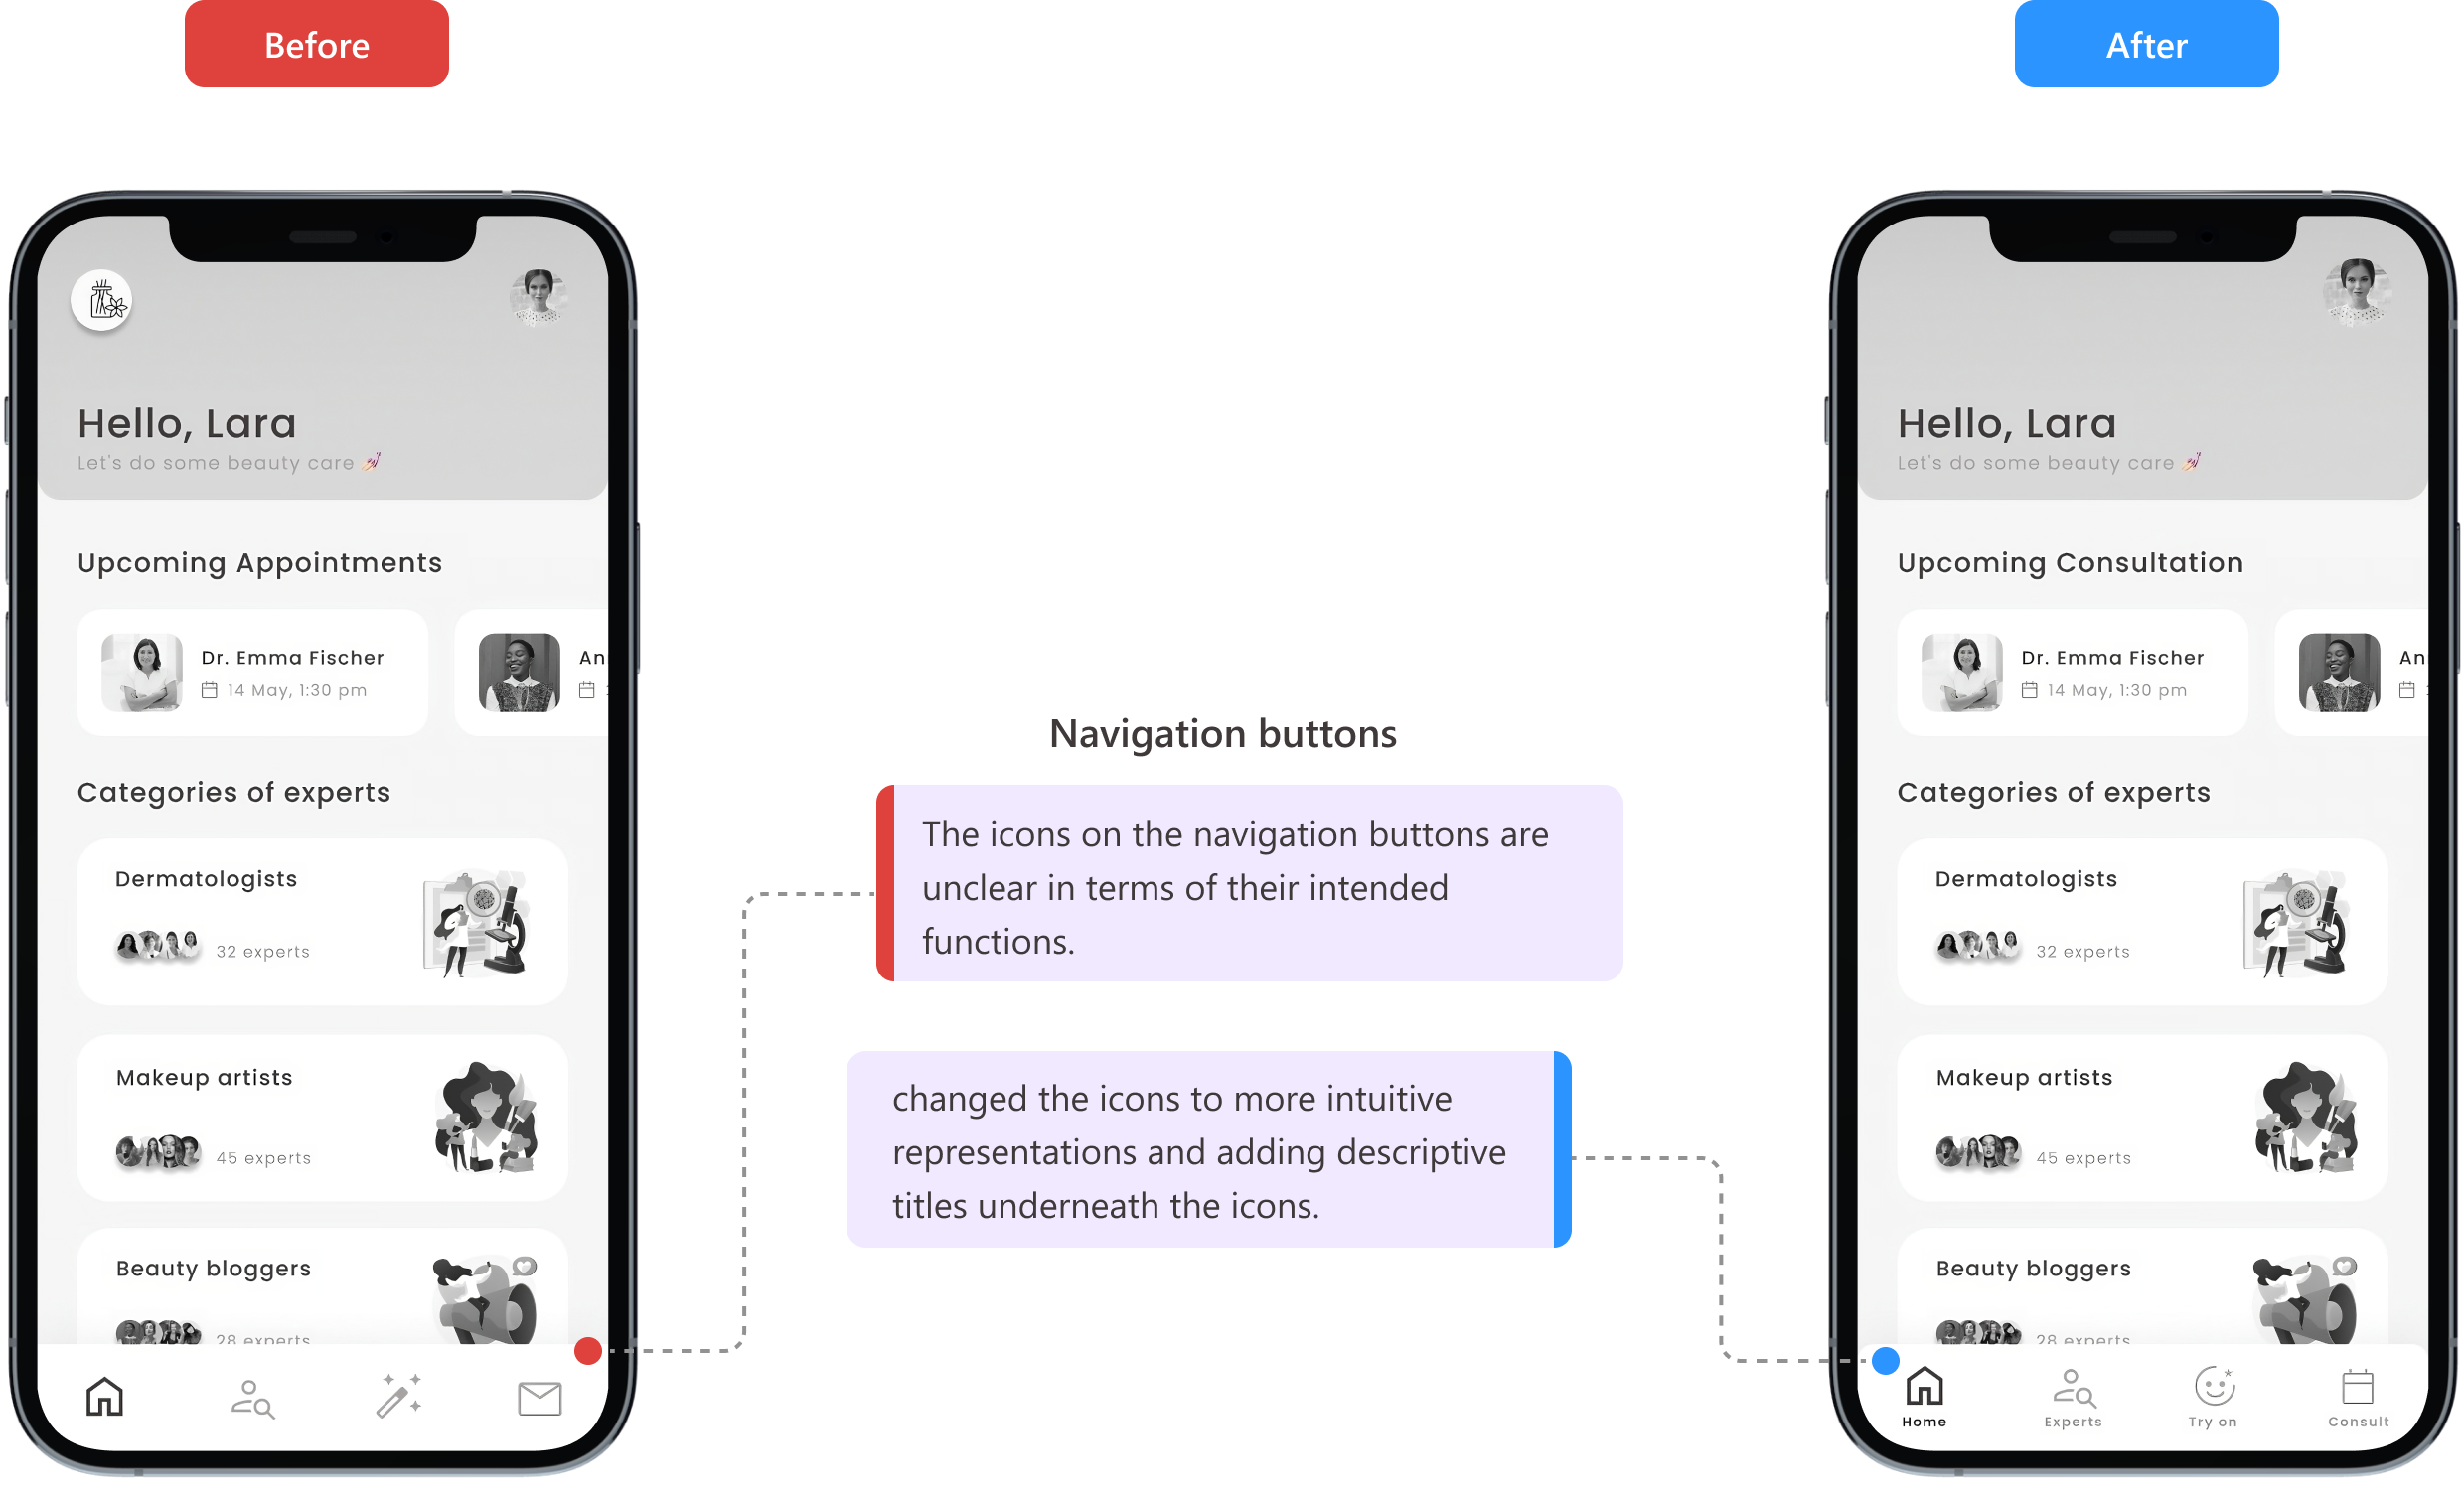 Before
After
Hello, Lara
Let's do some beauty care
Upcoming Appointments
Dr. Emma Fischer
14 May, 1:30 pm
An
Categories of experts
Dermatologists
32 experts
Makeup artists
45 experts
Beauty bloggers
28 experts
Navigation buttons
The icons on the navigation buttons are
unclear in terms of their intended
functions.
changed the icons to more intuitive
representations and adding descriptive
titles underneath the icons.
Hello, Lara
Let's do some beauty care
Upcoming Consultation
Dr. Emma Fischer
14 May, 1:30 pm
An
Categories of experts
Dermatologists
32 experts
Makeup artists
45 experts
Beauty bloggers
28 experts
Home
Experts
Try on
Consult